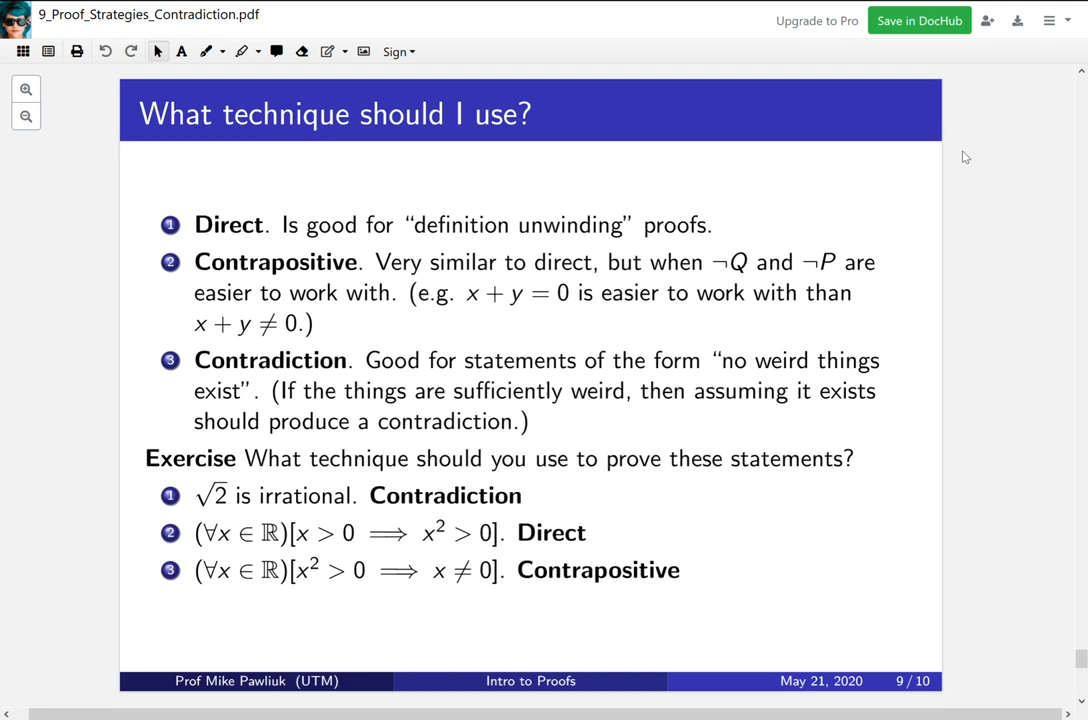 9_Proof_Strategies_Contradiction.pdf
Upgrade to Pro
Save in DocHub
A
Sign
What technique should I use?
1 Direct. Is good for “definition unwinding” proofs.
2 Contrapositive. Very similar to direct, but when ¬Q and ¬P are
easier to work with. (e.g. x + y = 0 is easier to work with than
x + y ≠ 0.)
3 Contradiction. Good for statements of the form “no weird things
exist”. (If the things are sufficiently weird, then assuming it exists
should produce a contradiction.)
Exercise What technique should you use to prove these statements?
1 √2 is irrational. Contradiction
2 (∀x ∈ ℝ)[x > 0 ⟹ x² > 0]. Direct
3 (∀x ∈ ℝ)[x² > 0 ⟹ x ≠ 0]. Contrapositive
Prof Mike Pawliuk (UTM)
Intro to Proofs
May 21, 2020
9 / 10